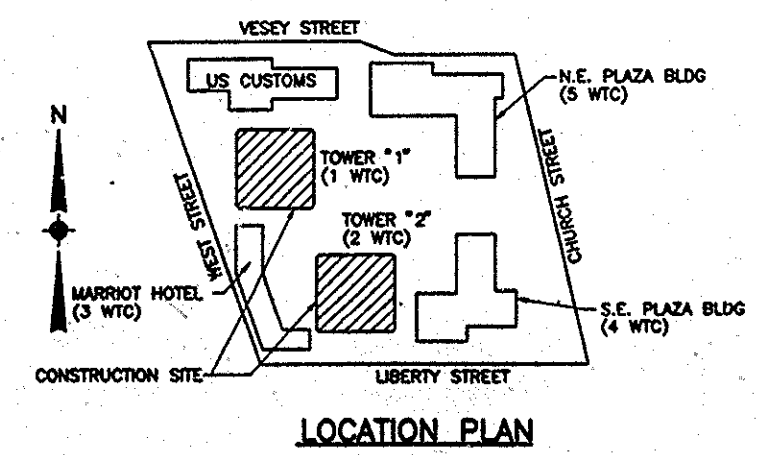 VESEY STREET
US CUSTOMS
N.E. PLAZA BLDG
(5 WTC)
N
TOWER "1"
(1 WTC)
CHURCH STREET
WEST STREET
TOWER "2"
(2 WTC)
MARRIOT HOTEL
(3 WTC)
S.E. PLAZA BLDG
(4 WTC)
CONSTRUCTION SITE
LIBERTY STREET
LOCATION PLAN